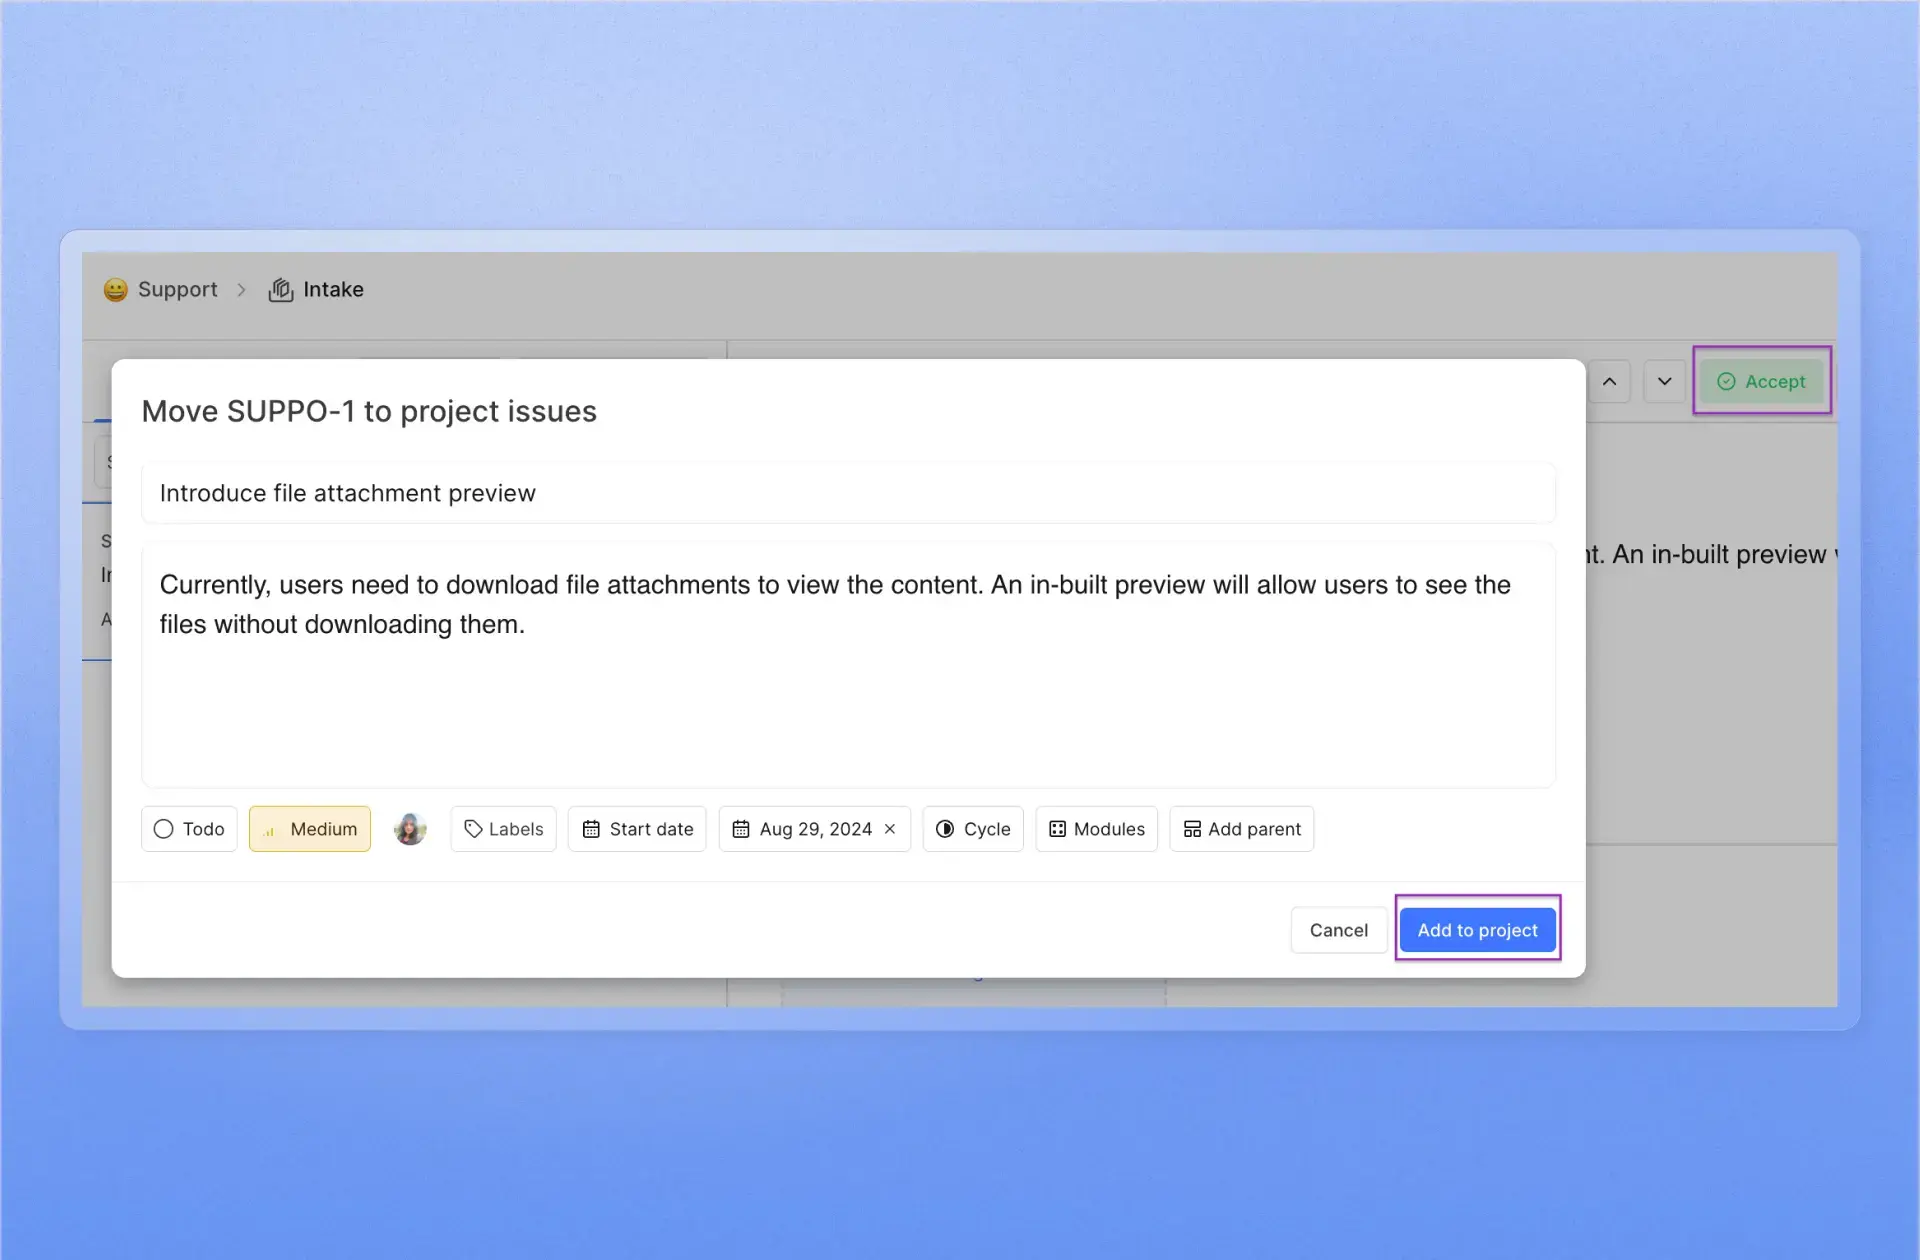 Support > Intake
Accept
Move SUPPO-1 to project issues
Introduce file attachment preview
Currently, users need to download file attachments to view the content. An in-built preview will allow users to see the
files without downloading them.
An in-built preview
Todo
Medium
Labels
Start date
Aug 29, 2024
Cycle
Modules
Add parent
Cancel
Add to project